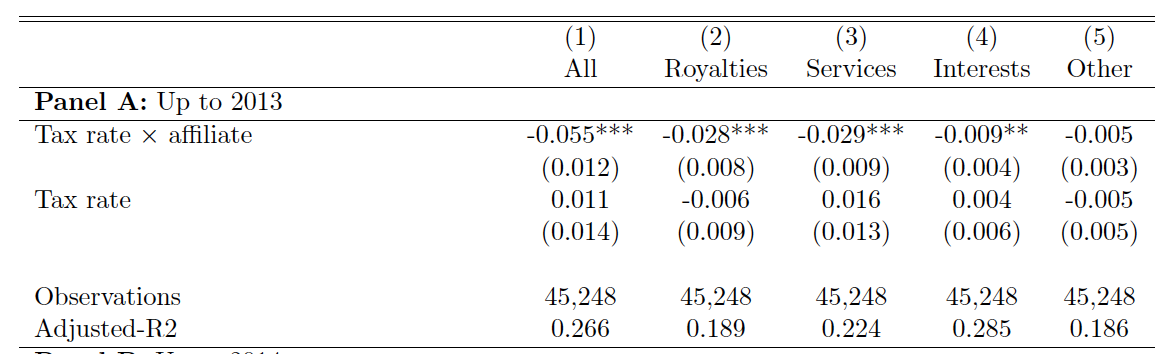 (1) (2) (3) (4) (5)
All Royalties Services Interests Other
Panel A: Up to 2013
Tax rate × affiliate -0.055*** -0.028*** -0.029*** -0.009** -0.005
(0.012) (0.008) (0.009) (0.004) (0.003)
Tax rate 0.011 -0.006 0.016 0.004 -0.005
(0.014) (0.009) (0.013) (0.006) (0.005)
Observations 45,248 45,248 45,248 45,248 45,248
Adjusted-R2 0.266 0.189 0.224 0.285 0.186